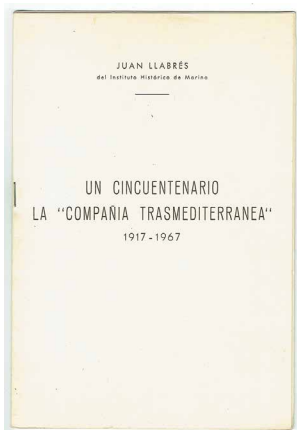 JUAN LLABRÉS
del Instituto Histórico de Marina
UN CINCUENTENARIO
LA “COMPAÑIA TRASMEDITERRANEA“
1917-1967